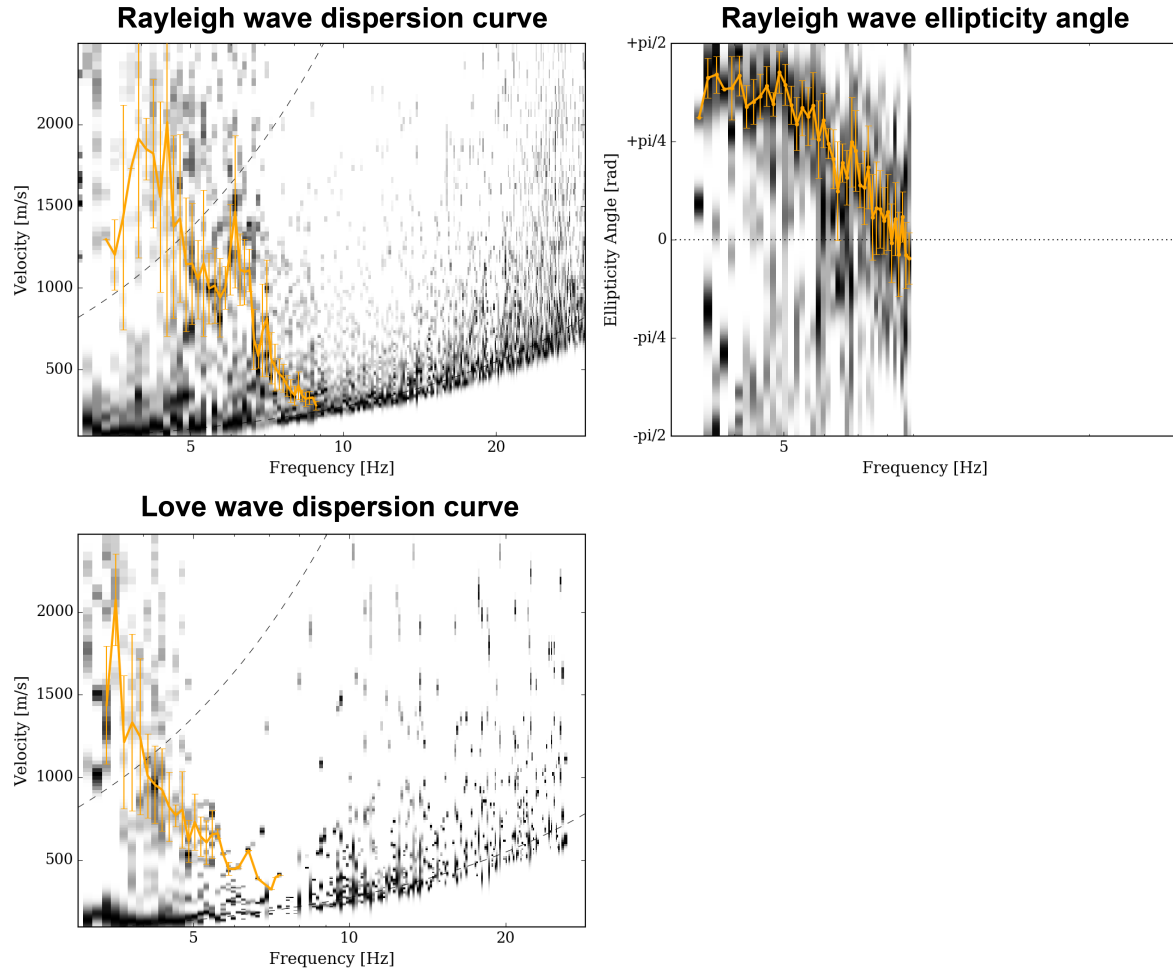 Rayleigh wave dispersion curve
2000
1500
1000
500
Velocity [m/s]
5
10
20
Frequency [Hz]
Rayleigh wave ellipticity angle
+pi/2
+pi/4
0
-pi/4
-pi/2
Ellipticity Angle [rad]
5
Frequency [Hz]
Love wave dispersion curve
2000
1500
1000
500
Velocity [m/s]
5
10
20
Frequency [Hz]